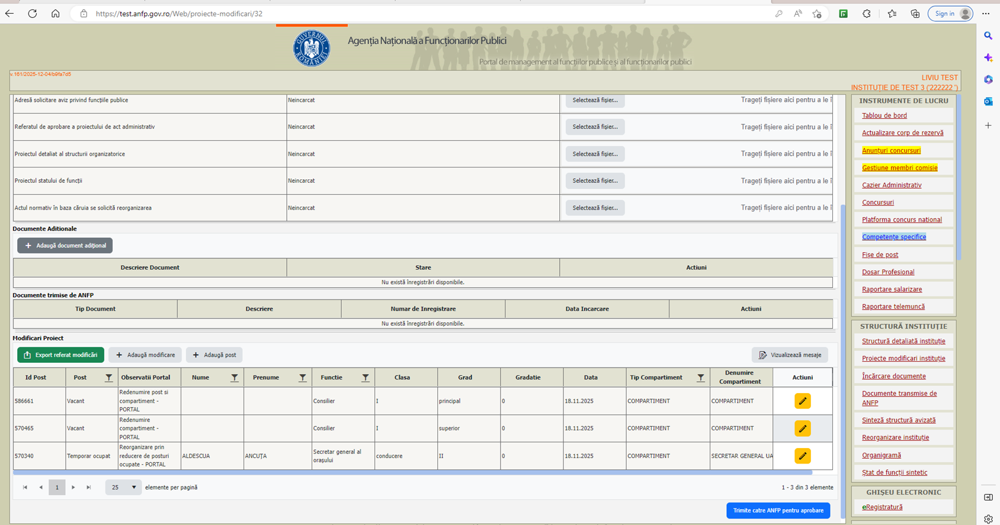 https://test.anfp.gov.ro/Web/proiecte-modificari/32
Sign in
GUVERNUL ROMÂNIEI
Agenția Națională a Funcționarilor Publici
Portal de management al funcțiilor publice și al funcționarilor publici
v.161/2025-12-04/b9fa7d5
LIVIU TEST
INSTITUȚIE DE TEST 3 ('222222 ')
Adresă solicitare aviz privind funcțiile publice
Neincarcat
Selectează fișier...
Trageți fișiere aici pentru a le î
Referatul de aprobare a proiectului de act administrativ
Neincarcat
Selectează fișier...
Trageți fișiere aici pentru a le î
Proiectul detaliat al structurii organizatorice
Neincarcat
Selectează fișier...
Trageți fișiere aici pentru a le î
Proiectul statului de funcții
Neincarcat
Selectează fișier...
Trageți fișiere aici pentru a le î
Actul normativ în baza căruia se solicită reorganizarea
Neincarcat
Selectează fișier...
Trageți fișiere aici pentru a le î
Documente Aditionale
+ Adaugă document adițional
Descriere Document
Stare
Actiuni
Nu există înregistrări disponibile.
Documente trimise de ANFP
Tip Document
Descriere
Numar de Inregistrare
Data Incarcare
Actiuni
Nu există înregistrări disponibile.
Modificari Proiect
Export referat modificări
+ Adaugă modificare
+ Adaugă post
Vizualizează mesaje
Id Post
Post
Observatii Portal
Nume
Prenume
Functie
Clasa
Grad
Gradatie
Data
Tip Compartiment
Denumire
Compartiment
Actiuni
586661
Vacant
Redenumire post si
compartiment -
PORTAL
Consilier
I
principal
0
18.11.2025
COMPARTIMENT
COMPARTIMENT
570465
Vacant
Redenumire
compartiment -
PORTAL
Consilier
I
superior
0
18.11.2025
COMPARTIMENT
COMPARTIMENT
570340
Temporar ocupat
Reorganizare prin
reducere de posturi
ocupate - PORTAL
ALDESCUA
ANCUȚA
Secretar general al
orașului
conducere
II
0
18.11.2025
COMPARTIMENT
SECRETAR GENERAL UA
1
25
elemente per pagină
1 - 3 din 3 elemente
Trimite catre ANFP pentru aprobare
INSTRUMENTE DE LUCRU
Tablou de bord
Actualizare corp de rezervă
Anunțuri concursuri
Gestiune membri comisie
Cazier Administrativ
Concursuri
Platforma concurs national
Competențe specifice
Fișe de post
Dosar Profesional
Raportare salarizare
Raportare telemuncă
STRUCTURĂ INSTITUȚIE
Structură detaliată instituție
Proiecte modificari instituție
Încărcare documente
Documente transmise de
ANFP
Sinteză structură avizată
Reorganizare instituție
Organigramă
Ștat de funcții sintetic
GHIȘEU ELECTRONIC
eRegistratură